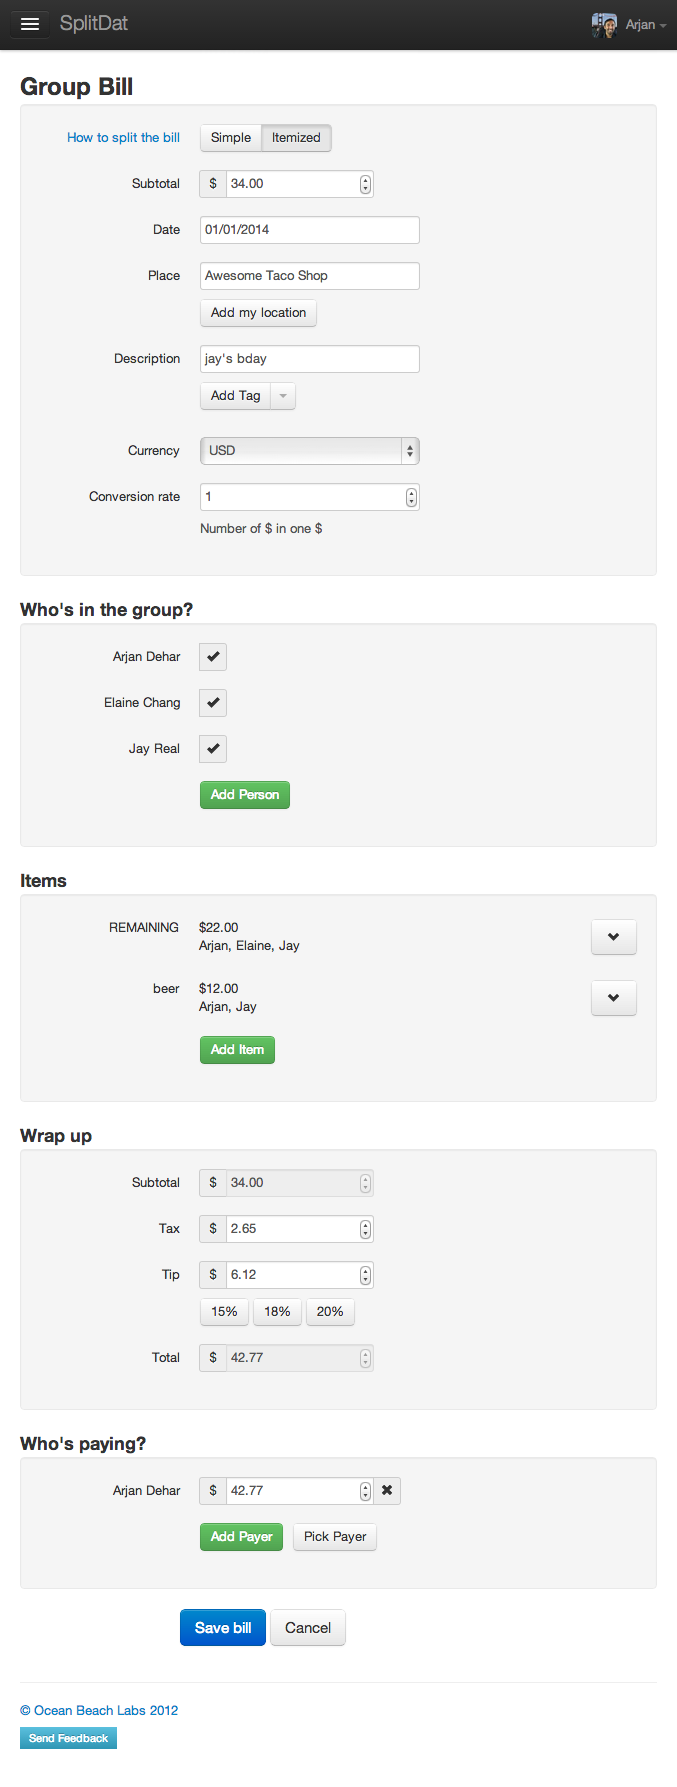 SplitDat
Arjan
Group Bill
How to split the bill Simple Itemized
Subtotal $ 34.00
Date 01/01/2014
Place Awesome Taco Shop
Add my location
Description jay's bday
Add Tag
Currency USD
Conversion rate 1
Number of $ in one $
Who's in the group?
Arjan Dehar
Elaine Chang
Jay Real
Add Person
Items
REMAINING $22.00
Arjan, Elaine, Jay
beer $12.00
Arjan, Jay
Add Item
Wrap up
Subtotal $ 34.00
Tax $ 2.65
Tip $ 6.12
15% 18% 20%
Total $ 42.77
Who's paying?
Arjan Dehar $ 42.77
Add Payer Pick Payer
Save bill Cancel
© Ocean Beach Labs 2012
Send Feedback